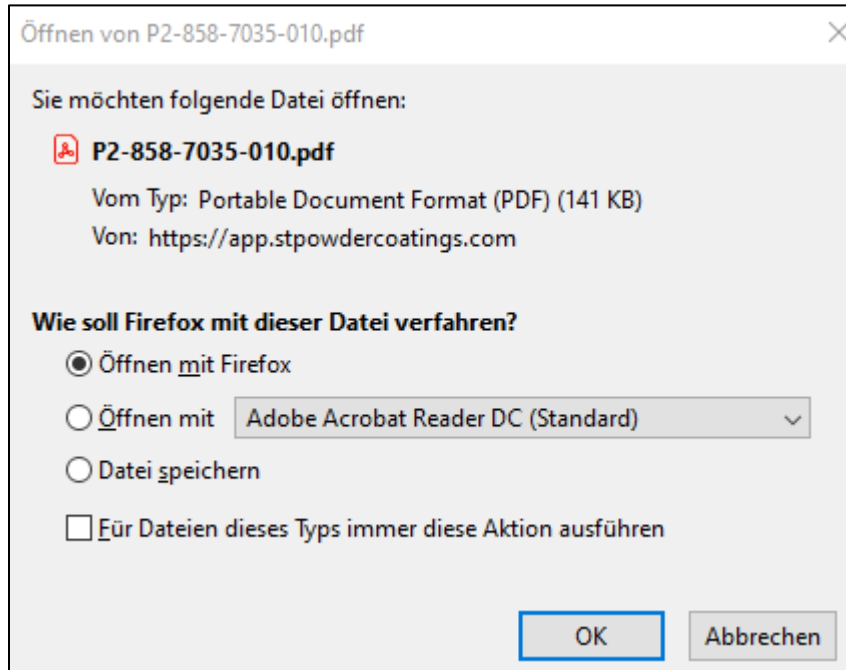 Öffnen von P2-858-7035-010.pdf
Sie möchten folgende Datei öffnen:
P2-858-7035-010.pdf
Vom Typ: Portable Document Format (PDF) (141 KB)
Von: https://app.stpowdercoatings.com
Wie soll Firefox mit dieser Datei verfahren?
Öffnen mit Firefox
Öffnen mit Adobe Acrobat Reader DC (Standard)
Datei speichern
Für Dateien dieses Typs immer diese Aktion ausführen
OK Abbrechen